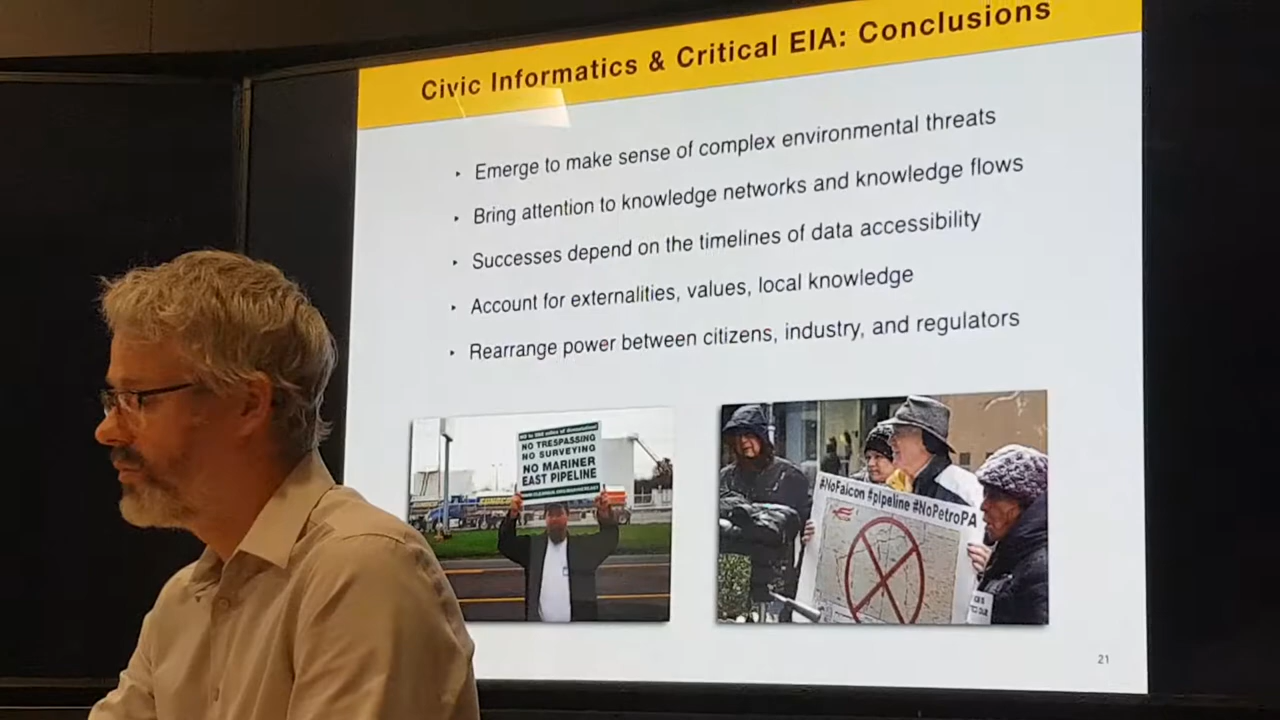 Civic Informatics & Critical EIA: Conclusions
‣ Emerge to make sense of complex environmental threats
‣ Bring attention to knowledge networks and knowledge flows
‣ Successes depend on the timelines of data accessibility
‣ Account for externalities, values, local knowledge
‣ Rearrange power between citizens, industry, and regulators
NO TRESPASSING
NO SURVEYING
NO MARINER
EAST PIPELINE
SUNOCO
#NoFalcon #pipeline #NoPetroPA
21